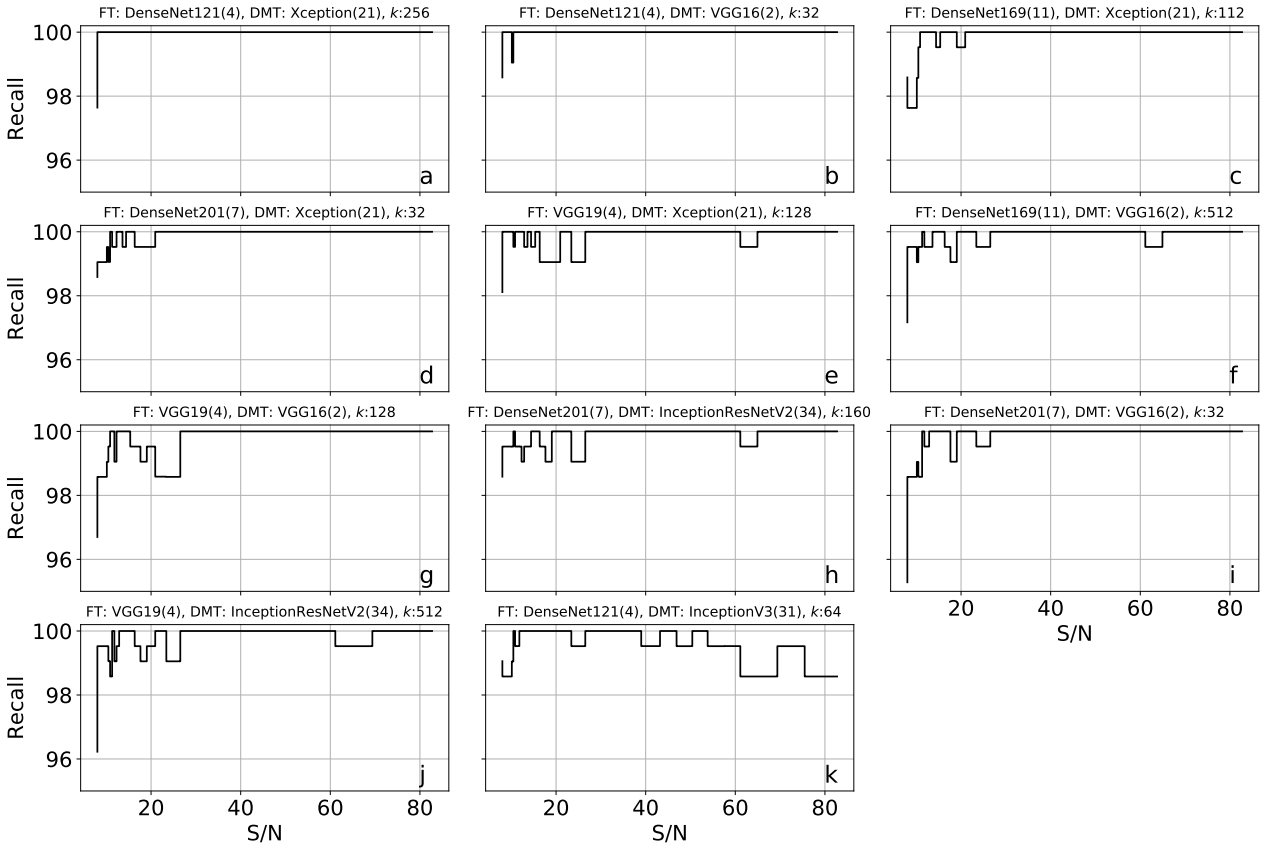 FT: DenseNet121(4), DMT: Xception(21), k:256
FT: DenseNet121(4), DMT: VGG16(2), k:32
FT: DenseNet169(11), DMT: Xception(21), k:112
100
98
96
Recall
a
b
c
FT: DenseNet201(7), DMT: Xception(21), k:32
FT: VGG19(4), DMT: Xception(21), k:128
FT: DenseNet169(11), DMT: VGG16(2), k:512
100
98
96
Recall
d
e
f
FT: VGG19(4), DMT: VGG16(2), k:128
FT: DenseNet201(7), DMT: InceptionResNetV2(34), k:160
FT: DenseNet201(7), DMT: VGG16(2), k:32
100
98
96
Recall
g
h
i
20 40 60 80
S/N
FT: VGG19(4), DMT: InceptionResNetV2(34), k:512
FT: DenseNet121(4), DMT: InceptionV3(31), k:64
100
98
96
Recall
j
k
20 40 60 80
20 40 60 80
S/N
S/N